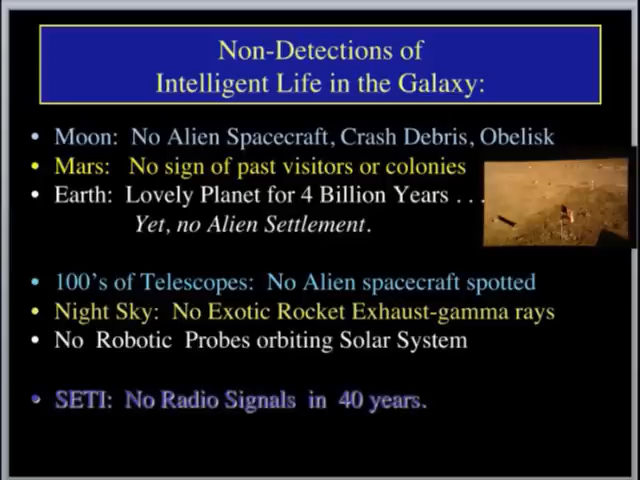 Non-Detections of
Intelligent Life in the Galaxy:
• Moon: No Alien Spacecraft, Crash Debris, Obelisk
• Mars: No sign of past visitors or colonies
• Earth: Lovely Planet for 4 Billion Years . . .
Yet, no Alien Settlement.
• 100's of Telescopes: No Alien spacecraft spotted
• Night Sky: No Exotic Rocket Exhaust-gamma rays
• No Robotic Probes orbiting Solar System
• SETI: No Radio Signals in 40 years.